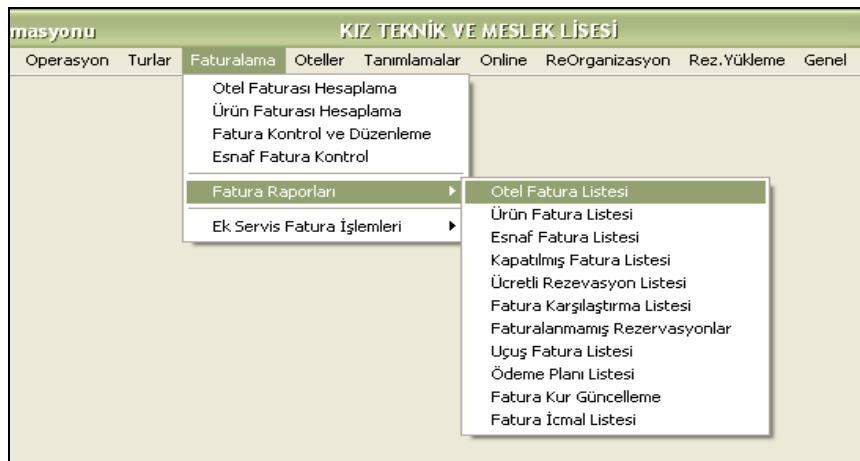 masyonu KIZ TEKNİK VE MESLEK LİSESİ
Operasyon Turlar Faturalama Oteller Tanımlamalar Online ReOrganizasyon Rez.Yükleme Genel
Otel Faturası Hesaplama
Ürün Faturası Hesaplama
Fatura Kontrol ve Düzenleme
Esnaf Fatura Kontrol
Fatura Raporları
Ek Servis Fatura İşlemleri
Otel Fatura Listesi
Ürün Fatura Listesi
Esnaf Fatura Listesi
Kapatılmış Fatura Listesi
Ücretli Rezevasyon Listesi
Fatura Karşılaştırma Listesi
Faturalanmamış Rezervasyonlar
Uçuş Fatura Listesi
Ödeme Planı Listesi
Fatura Kur Güncelleme
Fatura İcmal Listesi